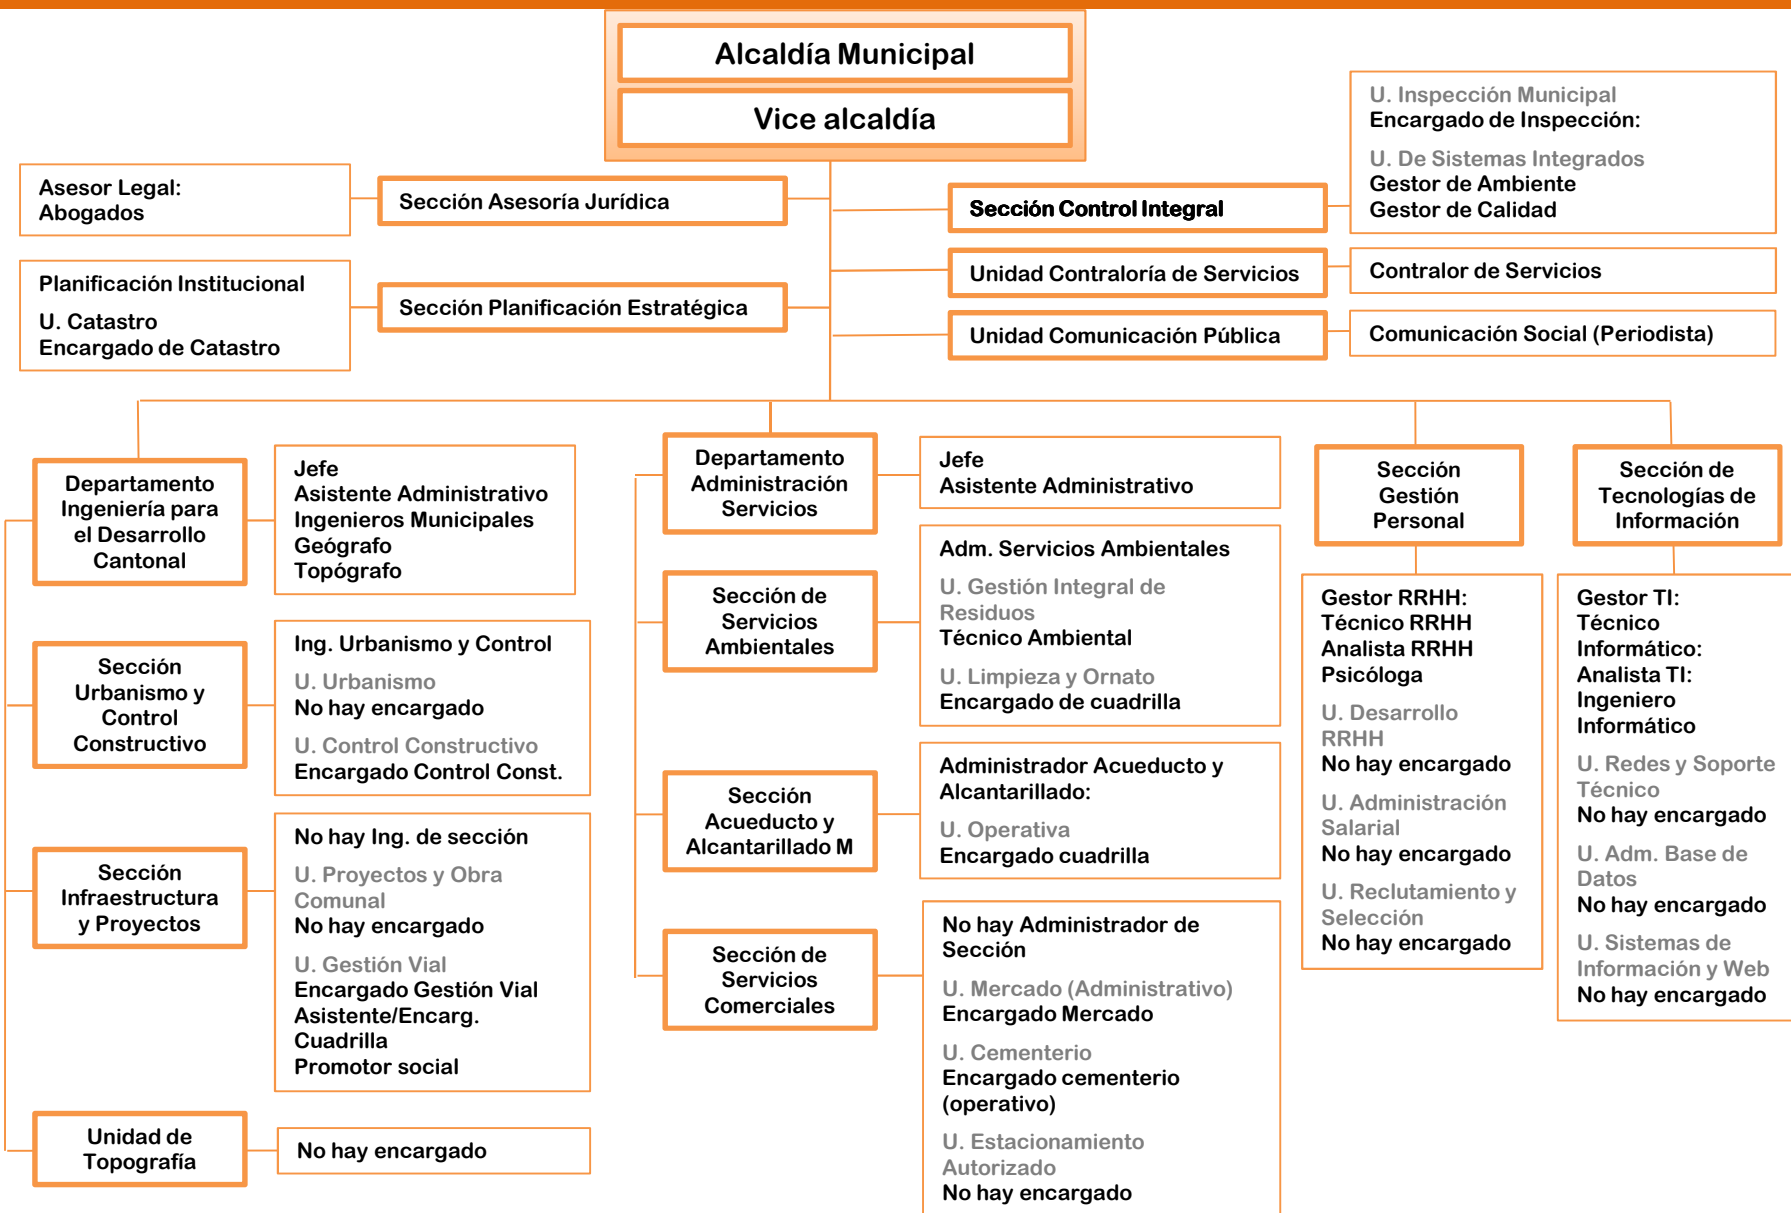 Alcaldía Municipal
Vice alcaldía
Asesor Legal:
Abogados
Sección Asesoría Jurídica
Planificación Institucional
U. Catastro
Encargado de Catastro
Sección Planificación Estratégica
Sección Control Integral
U. Inspección Municipal
Encargado de Inspección:
U. De Sistemas Integrados
Gestor de Ambiente
Gestor de Calidad
Unidad Contraloría de Servicios
Contralor de Servicios
Unidad Comunicación Pública
Comunicación Social (Periodista)
Departamento
Ingeniería para
el Desarrollo
Cantonal
Jefe
Asistente Administrativo
Ingenieros Municipales
Geógrafo
Topógrafo
Sección
Urbanismo y
Control
Constructivo
Ing. Urbanismo y Control
U. Urbanismo
No hay encargado
U. Control Constructivo
Encargado Control Const.
Sección
Infraestructura
y Proyectos
No hay Ing. de sección
U. Proyectos y Obra
Comunal
No hay encargado
U. Gestión Vial
Encargado Gestión Vial
Asistente/Encarg.
Cuadrilla
Promotor social
Unidad de
Topografía
No hay encargado
Departamento
Administración
Servicios
Jefe
Asistente Administrativo
Sección de
Servicios
Ambientales
Adm. Servicios Ambientales
U. Gestión Integral de
Residuos
Técnico Ambiental
U. Limpieza y Ornato
Encargado de cuadrilla
Sección
Acueducto y
Alcantarillado M
Administrador Acueducto y
Alcantarillado:
U. Operativa
Encargado cuadrilla
Sección de
Servicios
Comerciales
No hay Administrador de
Sección
U. Mercado (Administrativo)
Encargado Mercado
U. Cementerio
Encargado cementerio
(operativo)
U. Estacionamiento
Autorizado
No hay encargado
Sección
Gestión
Personal
Gestor RRHH:
Técnico RRHH
Analista RRHH
Psicóloga
U. Desarrollo
RRHH
No hay encargado
U. Administración
Salarial
No hay encargado
U. Reclutamiento y
Selección
No hay encargado
Sección de
Tecnologías de
Información
Gestor TI:
Técnico
Informático:
Analista TI:
Ingeniero
Informático
U. Redes y Soporte
Técnico
No hay encargado
U. Adm. Base de
Datos
No hay encargado
U. Sistemas de
Información y Web
No hay encargado